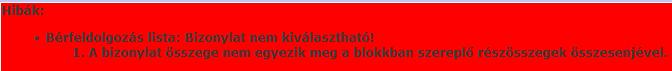 Hibák:
• Bérfeldolgozás lista: Bizonylat nem kiválasztható!
1. A bizonylat összege nem egyezik meg a blokkban szereplő részösszegek összesenjével.